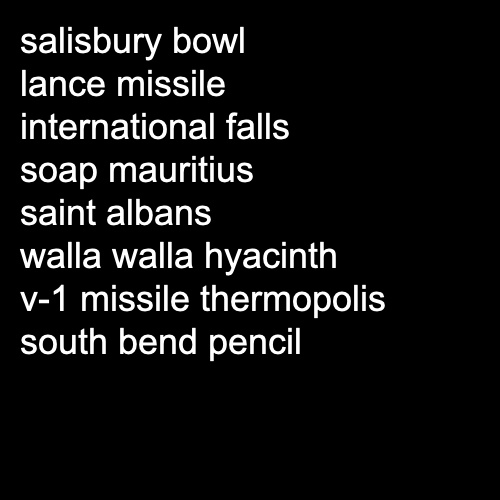 salisbury bowl
lance missile
international falls
soap mauritius
saint albans
walla walla hyacinth
v-1 missile thermopolis
south bend pencil